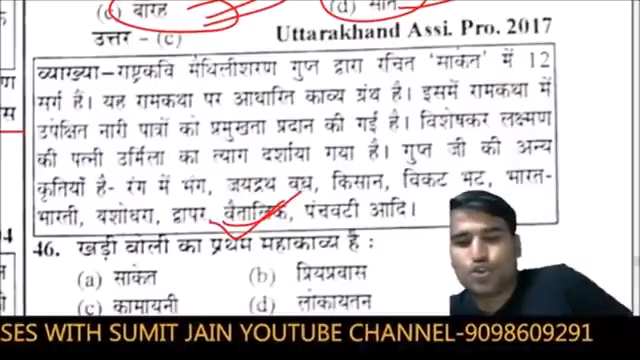 (c) बारह (d) सात
उत्तर - (c) Uttarakhand Assi. Pro. 2017
व्याख्या- राष्ट्रकवि मैथिलीशरण गुप्त द्वारा रचित 'साकेत' में 12
सर्ग हैं। यह रामकथा पर आधारित काव्य ग्रंथ है। इसमें रामकथा में
उपेक्षित नारी पात्रों को प्रमुखता प्रदान की गई है। विशेषकर लक्ष्मण
की पत्नी उर्मिला का त्याग दर्शाया गया है। गुप्त जी की अन्य
कृतियाँ है- रंग में भंग, जयद्रथ वध, किसान, विकट भट, भारत-
भारती, यशोधरा, द्वापर, वैतालिक, पंचवटी आदि।
46. खड़ी बोली का प्रथम महाकाव्य है :
(a) साकेत (b) प्रियप्रवास
(c) कामायनी (d) लोकायतन
SES WITH SUMIT JAIN YOUTUBE CHANNEL-9098609291